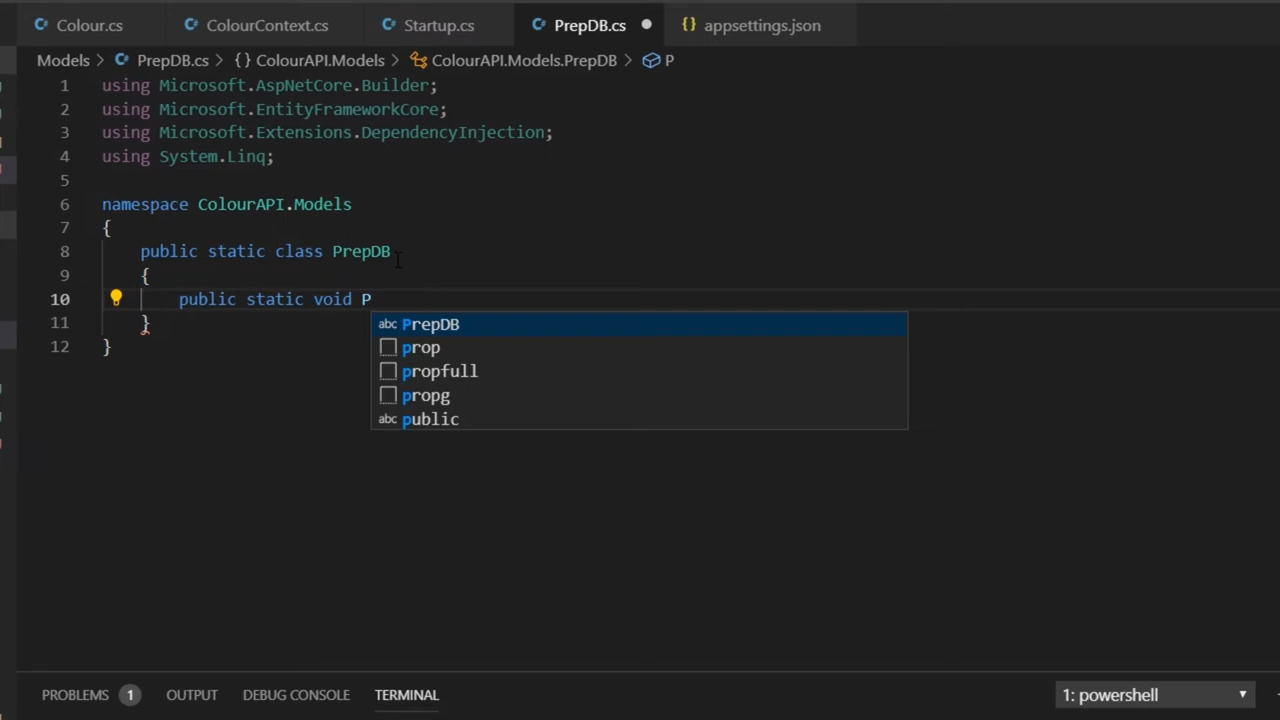 Colour.cs ColourContext.cs Startup.cs PrepDB.cs {} appsettings.json
Models > PrepDB.cs > {} ColourAPI.Models > ColourAPI.Models.PrepDB > P
1 using Microsoft.AspNetCore.Builder;
2 using Microsoft.EntityFrameworkCore;
3 using Microsoft.Extensions.DependencyInjection;
4 using System.Linq;
5
6 namespace ColourAPI.Models
7 {
8 public static class PrepDB
9 {
10 public static void P
11 }
12 }
abc PrepDB
prop
propfull
propg
abc public
PROBLEMS 1 OUTPUT DEBUG CONSOLE TERMINAL 1: powershell